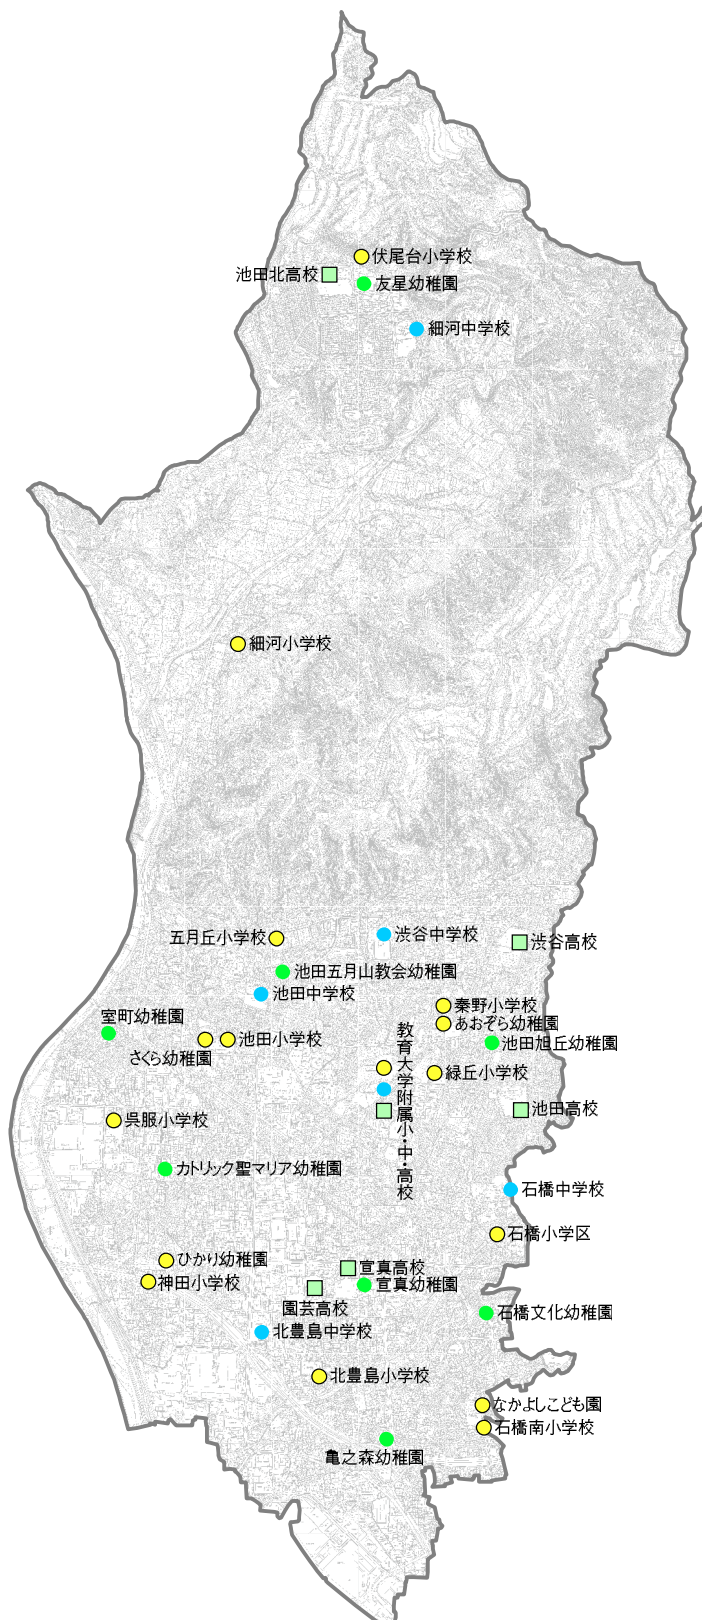 伏尾台小学校
池田北高校
友星幼稚園
細河中学校
細河小学校
五月丘小学校
渋谷中学校
渋谷高校
池田五月山教会幼稚園
池田中学校
秦野小学校
室町幼稚園
あおぞら幼稚園
池田小学校
池田旭丘幼稚園
さくら幼稚園
教育大学附属小・中・高校
緑丘小学校
池田高校
呉服小学校
カトリック聖マリア幼稚園
石橋中学校
石橋小学区
ひかり幼稚園
宣真高校
神田小学校
宣真幼稚園
園芸高校
石橋文化幼稚園
北豊島中学校
北豊島小学校
なかよしこども園
石橋南小学校
亀之森幼稚園